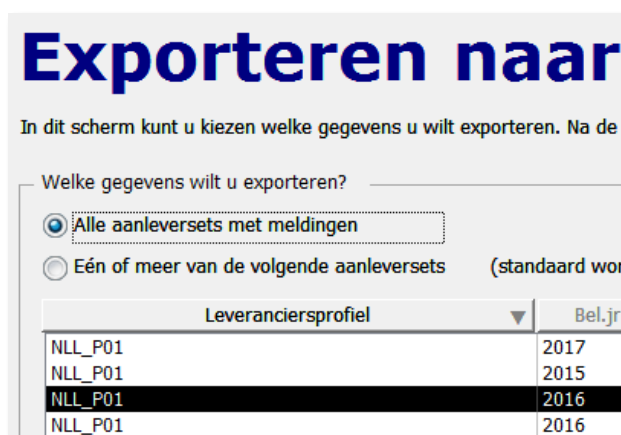 Exporteren naar
In dit scherm kunt u kiezen welke gegevens u wilt exporteren. Na de
Welke gegevens wilt u exporteren?
Alle aanleversets met meldingen
Eén of meer van de volgende aanleversets (standaard wor
Leveranciersprofiel Bel.jr
NLL_P01 2017
NLL_P01 2015
NLL_P01 2016
NLL_P01 2016